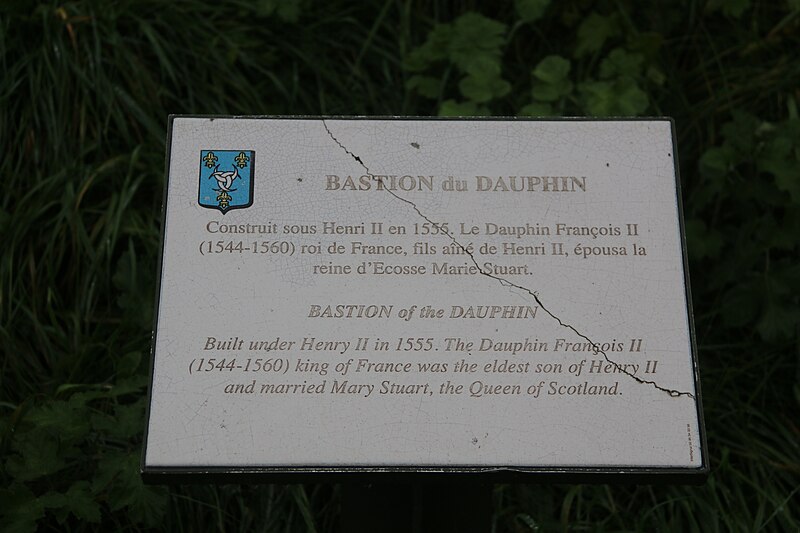 BASTION du DAUPHIN
Construit sous Henri II en 1555. Le Dauphin François II
(1544-1560) roi de France, fils aîné de Henri II, épousa la
reine d'Ecosse Marie Stuart.
BASTION of the DAUPHIN
Built under Henry II in 1555. The Dauphin François II
(1544-1560) king of France was the eldest son of Henry II
and married Mary Stuart, the Queen of Scotland.